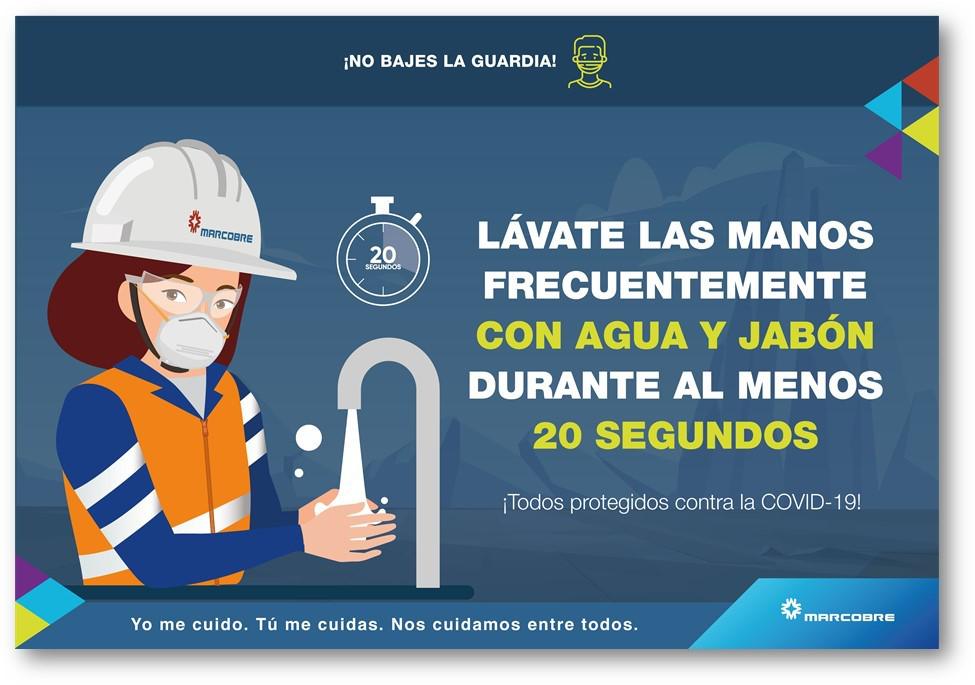 ¡NO BAJES LA GUARDIA!
MARCOBRE
20
SEGUNDOS
LÁVATE LAS MANOS
FRECUENTEMENTE
CON AGUA Y JABÓN
DURANTE AL MENOS
20 SEGUNDOS
¡Todos protegidos contra la COVID-19!
Yo me cuido. Tú me cuidas. Nos cuidamos entre todos.
MARCOBRE